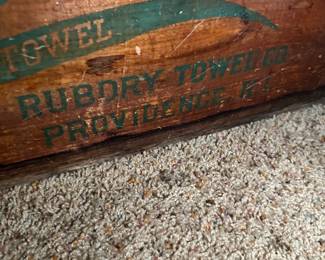 TOWEL
RUBDRY TOWEL CO
PROVIDENCE, R.I.